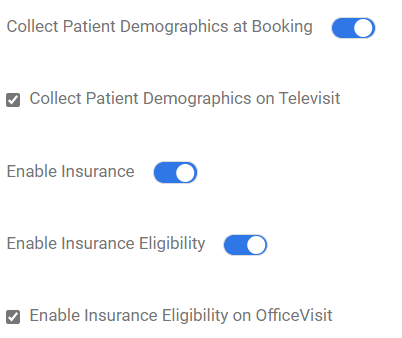 Collect Patient Demographics at Booking
Collect Patient Demographics on Televisit
Enable Insurance
Enable Insurance Eligibility
Enable Insurance Eligibility on OfficeVisit